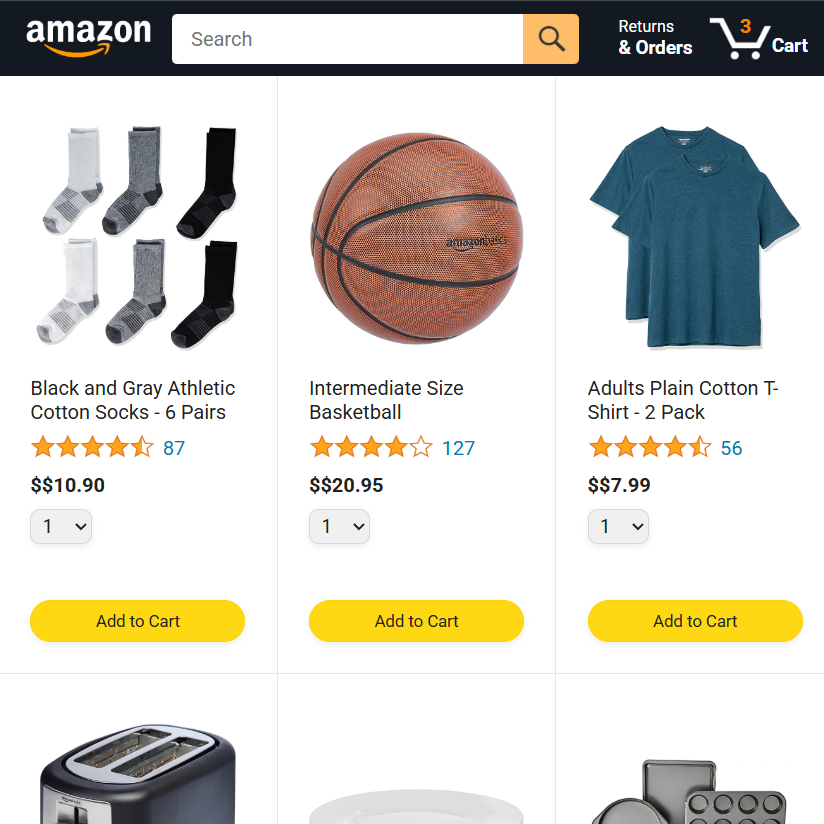 amazon
Search
Returns
& Orders
3
Cart
amazonbasics
Black and Gray Athletic
Cotton Socks - 6 Pairs
87
$$10.90
1
Add to Cart
Intermediate Size
Basketball
127
$$20.95
1
Add to Cart
Adults Plain Cotton T-
Shirt - 2 Pack
56
$$7.99
1
Add to Cart